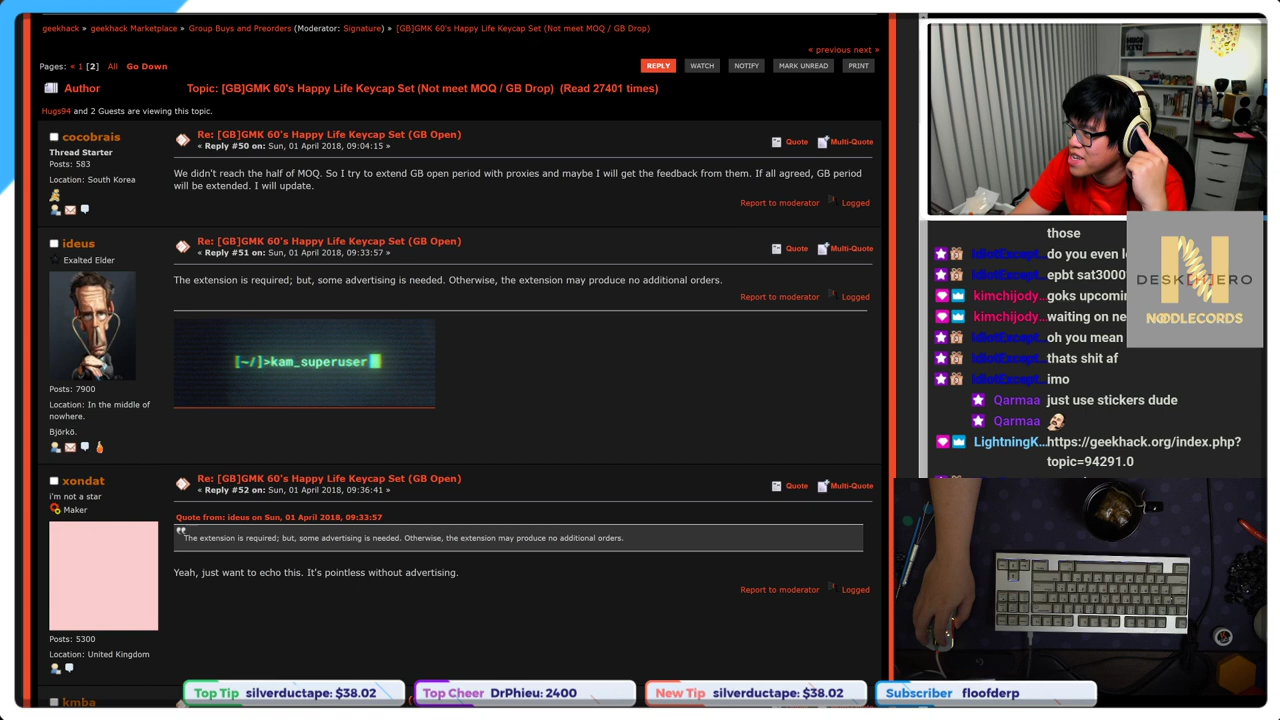 geekhack » geekhack Marketplace » Group Buys and Preorders (Moderator: Signature) » [GB]GMK 60's Happy Life Keycap Set (Not meet MOQ / GB Drop)
« previous next »
Pages: « 1 [2] All Go Down
REPLY WATCH NOTIFY MARK UNREAD PRINT
Author Topic: [GB]GMK 60's Happy Life Keycap Set (Not meet MOQ / GB Drop) (Read 27401 times)
Hugs94 and 2 Guests are viewing this topic.
cocobrais
Thread Starter
Posts: 583
Location: South Korea
Re: [GB]GMK 60's Happy Life Keycap Set (GB Open)
« Reply #50 on: Sun, 01 April 2018, 09:04:15 »
Quote Multi-Quote
We didn't reach the half of MOQ. So I try to extend GB open period with proxies and maybe I will get the feedback from them. If all agreed, GB period
will be extended. I will update.
Report to moderator Logged
ideus
Exalted Elder
Posts: 7900
Location: In the middle of
nowhere.
Björkö.
Re: [GB]GMK 60's Happy Life Keycap Set (GB Open)
« Reply #51 on: Sun, 01 April 2018, 09:33:57 »
Quote Multi-Quote
The extension is required; but, some advertising is needed. Otherwise, the extension may produce no additional orders.
Report to moderator Logged
[~/]>kam_superuser
xondat
i'm not a star
Maker
Posts: 5300
Location: United Kingdom
Re: [GB]GMK 60's Happy Life Keycap Set (GB Open)
« Reply #52 on: Sun, 01 April 2018, 09:36:41 »
Quote Multi-Quote
Quote from: ideus on Sun, 01 April 2018, 09:33:57
The extension is required; but, some advertising is needed. Otherwise, the extension may produce no additional orders.
Yeah, just want to echo this. It's pointless without advertising.
Report to moderator Logged
kmba
those
IdiotExcept... do you even
IdiotExcept... epbt sat3000
kimchijody... goks upcomin
kimchijody... waiting on ne
IdiotExcept... oh you mean
IdiotExcept... thats shit af
IdiotExcept... imo
Qarmaa just use stickers dude
Qarmaa
LightningK... https://geekhack.org/index.php?
topic=94291.0
DESK[H]ERO
NOODLECORDS
Top Tip silverductape: $38.02
Top Cheer DrPhieu: 2400
New Tip silverductape: $38.02
Subscriber floofderp